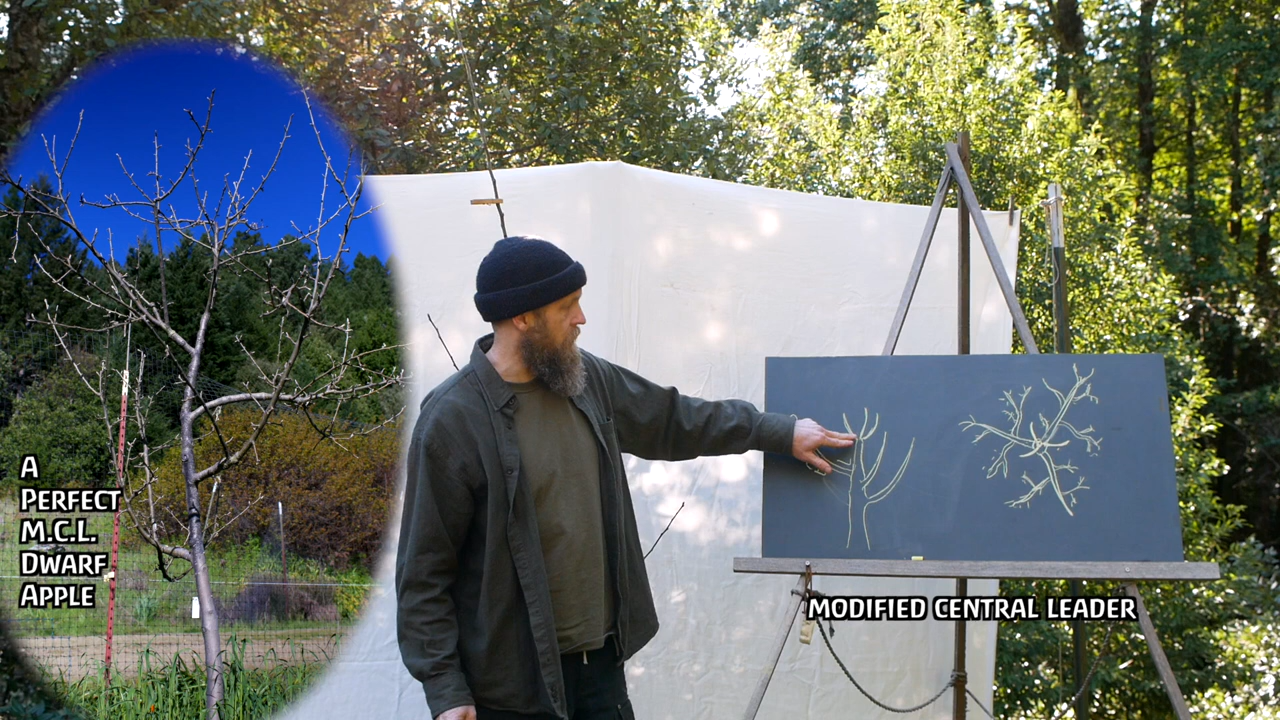 A
Perfect
M.C.L.
Dwarf
Apple
MODIFIED CENTRAL LEADER